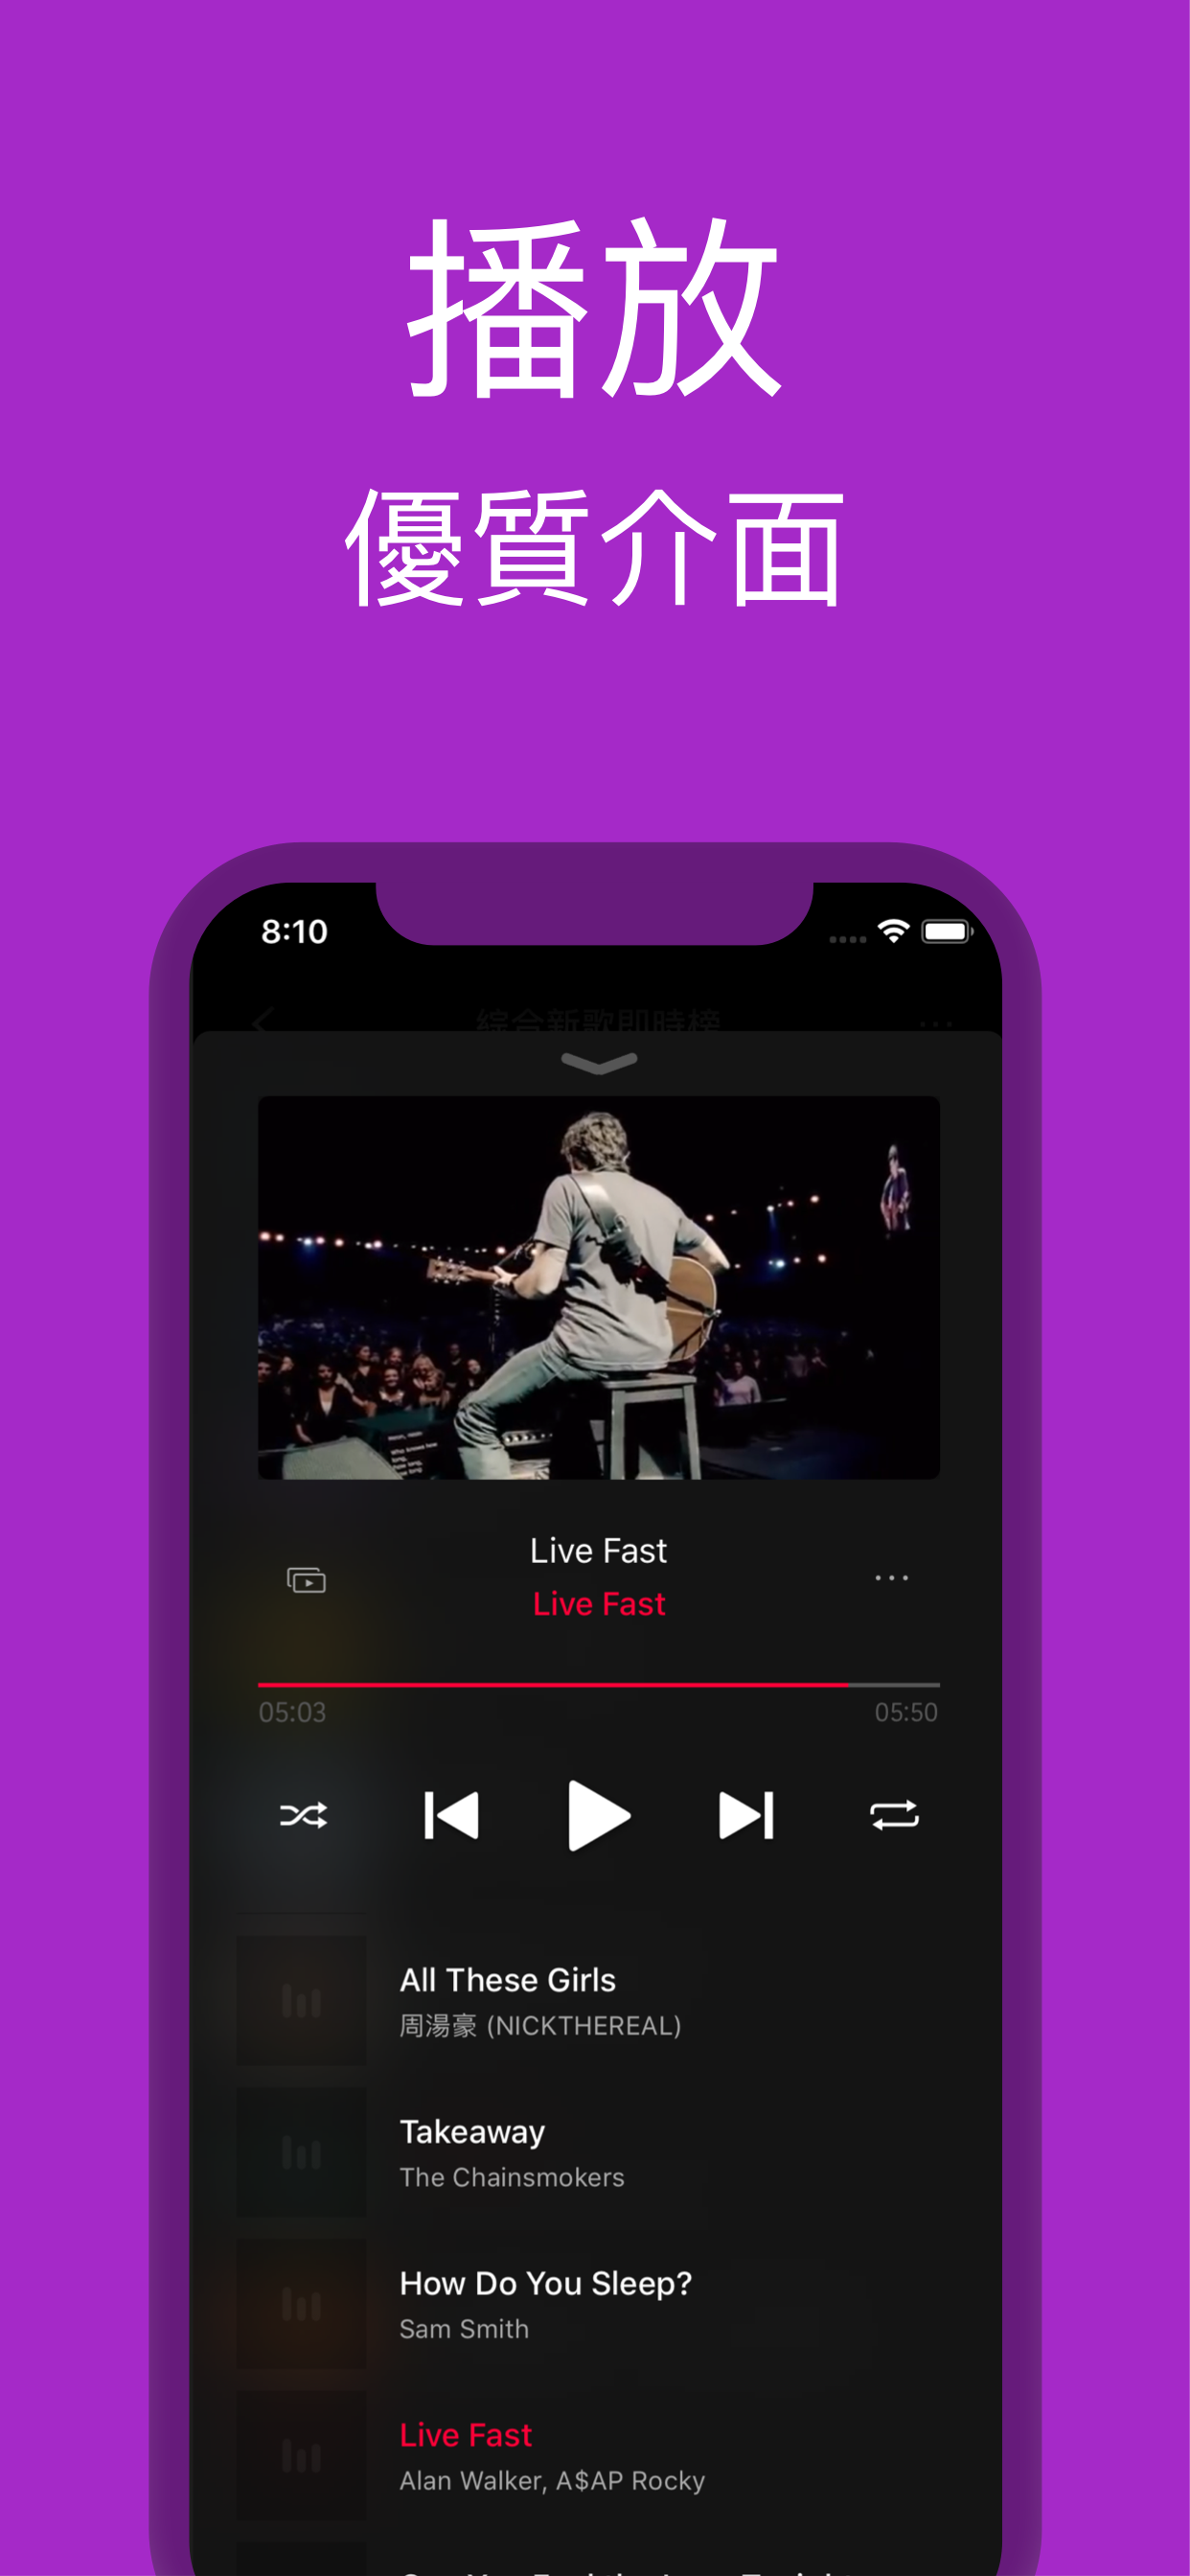 播放
優質介面
8:10
綜合新歌即時榜
Live Fast
Live Fast
05:03
05:50
All These Girls
周湯豪 (NICKTHEREAL)
Takeaway
The Chainsmokers
How Do You Sleep?
Sam Smith
Live Fast
Alan Walker, A$AP Rocky